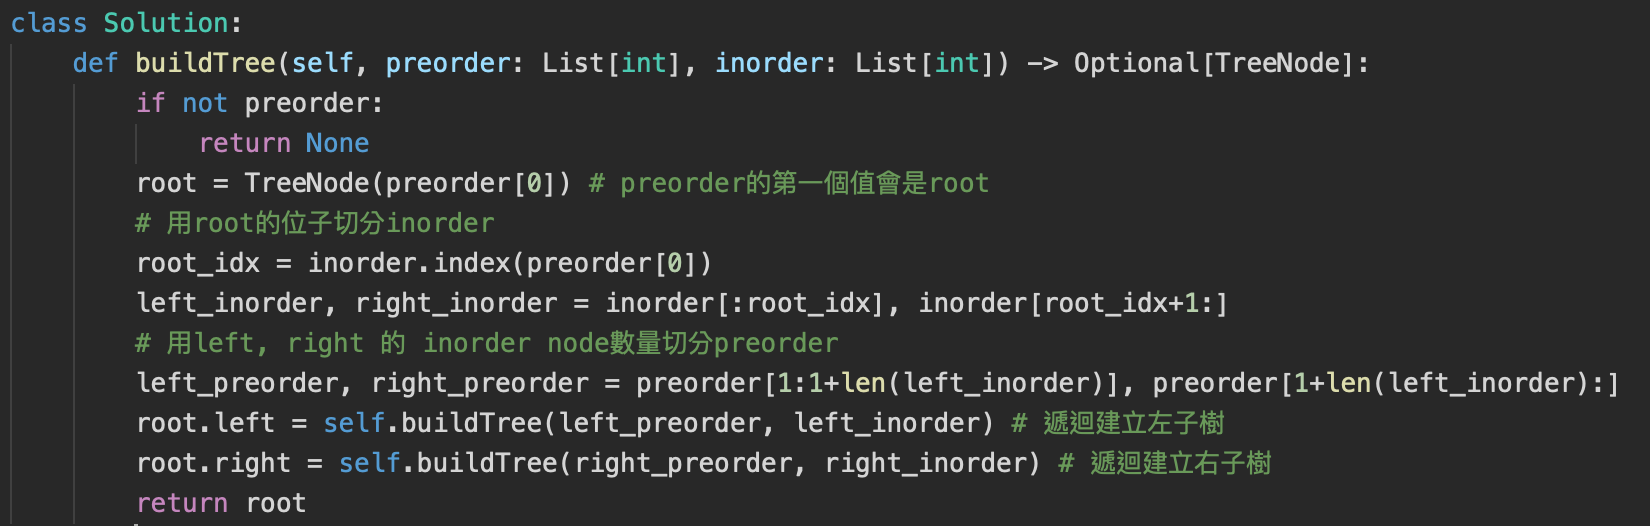 class Solution:
    def buildTree(self, preorder: List[int], inorder: List[int]) -> Optional[TreeNode]:
        if not preorder:
            return None
        root = TreeNode(preorder[0]) # preorder的第一個值會是root
        # 用root的位子切分inorder
        root_idx = inorder.index(preorder[0])
        left_inorder, right_inorder = inorder[:root_idx], inorder[root_idx+1:]
        # 用left, right 的 inorder node數量切分preorder
        left_preorder, right_preorder = preorder[1:1+len(left_inorder)], preorder[1+len(left_inorder):]
        root.left = self.buildTree(left_preorder, left_inorder) # 遞迴建立左子樹
        root.right = self.buildTree(right_preorder, right_inorder) # 遞迴建立右子樹
        return root